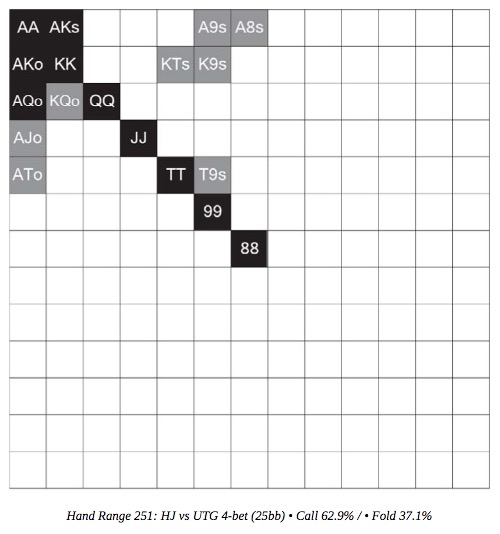 AA AKs A9s A8s
AKo KK KTs K9s
AQo KQo QQ
AJo JJ
ATo TT T9s
99
88
Hand Range 251: HJ vs UTG 4-bet (25bb) • Call 62.9% / • Fold 37.1%